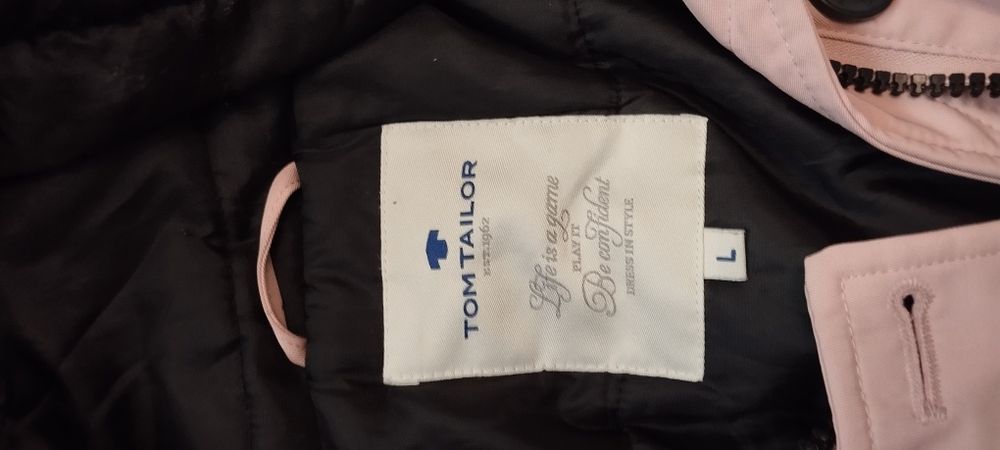 TOM TAILOR
EST.1962
Life is a game
PLAY IT
Be confident
DRESS IN STYLE
L